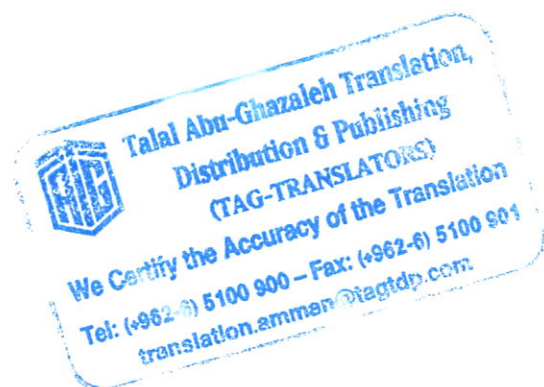 TAG
Talal Abu-Ghazaleh Translation,
Distribution & Publishing
(TAG-TRANSLATORS)
We Certify the Accuracy of the Translation
Tel: (+962-6) 5100 900 – Fax: (+962-6) 5100 901
translation.amman@tagtdp.com